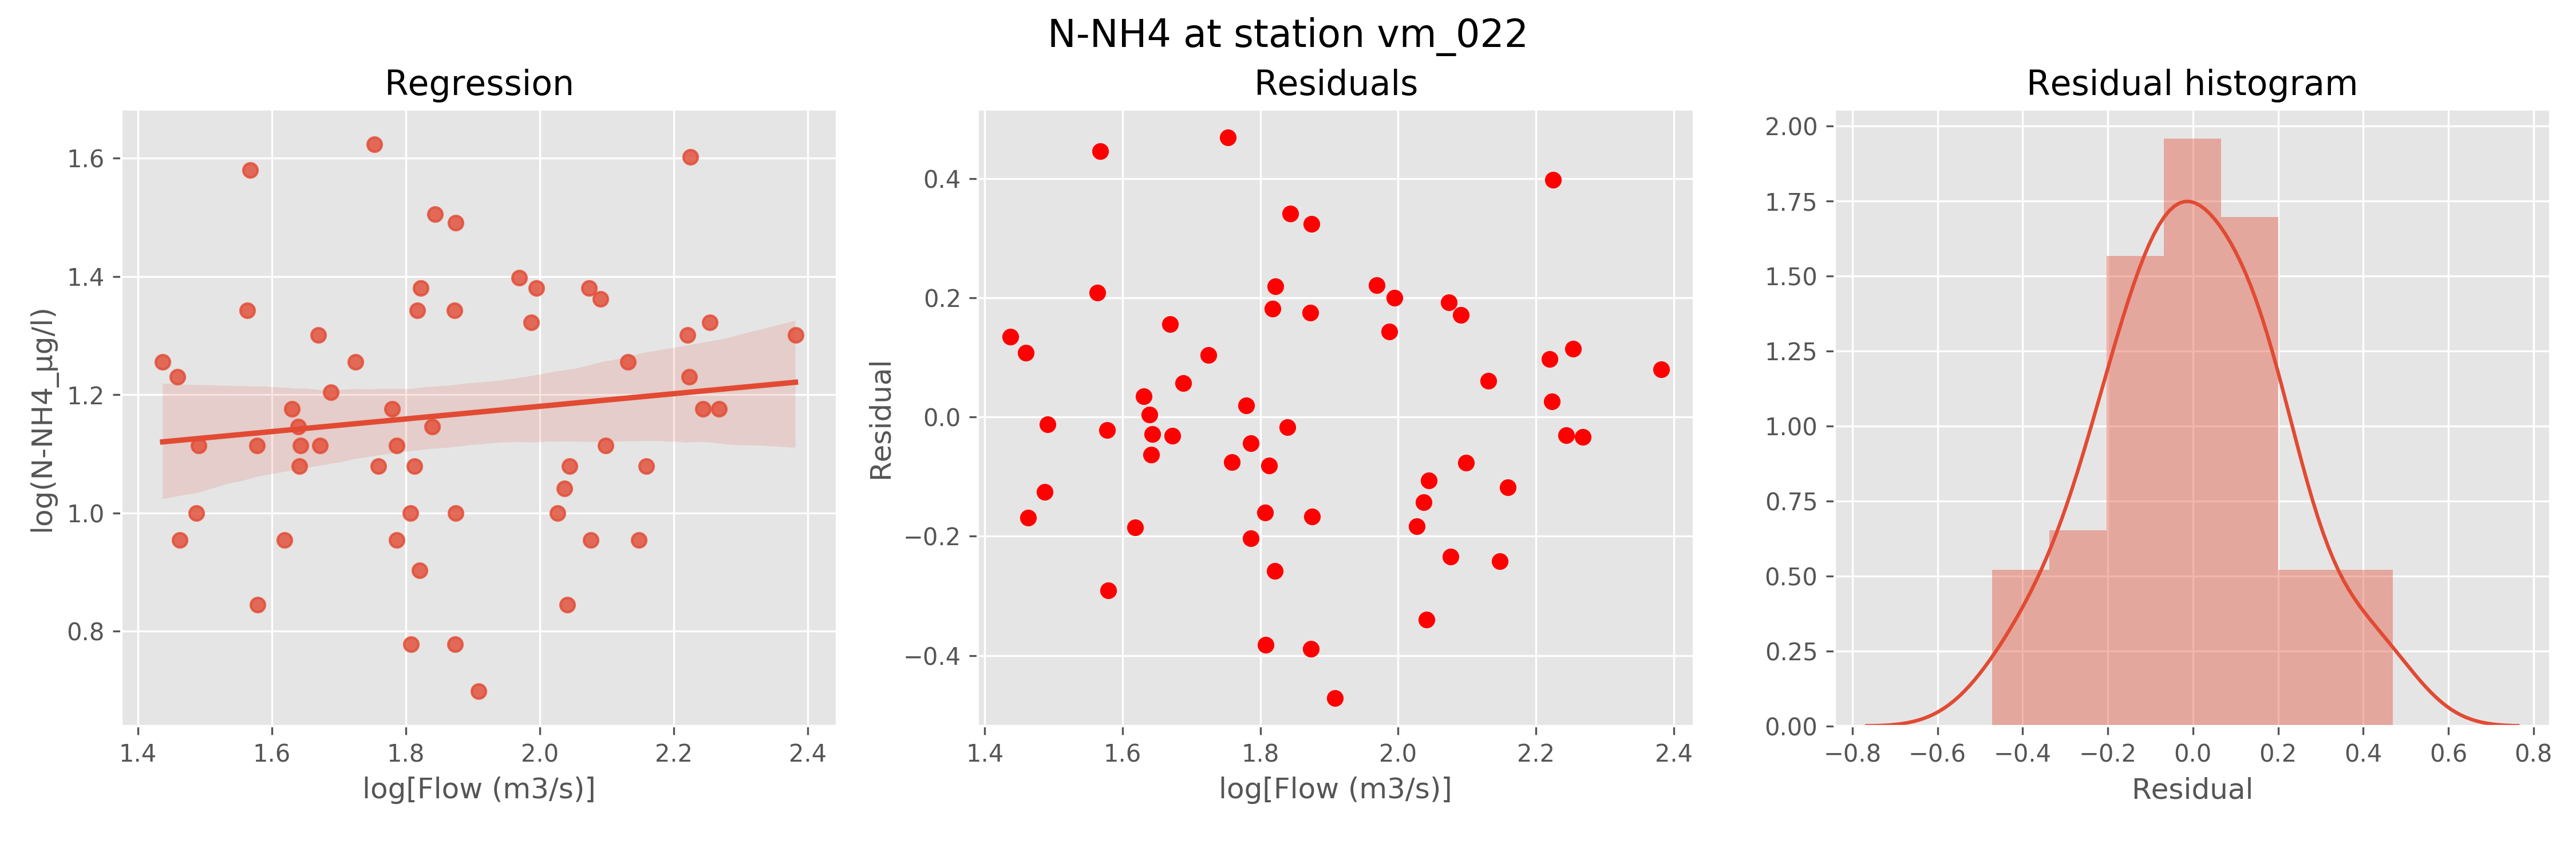 N-NH4 at station vm_022
Regression
log(N-NH4_µg/l)
1.6
1.4
1.2
1.0
0.8
1.4 1.6 1.8 2.0 2.2 2.4
log[Flow (m3/s)]
Residuals
Residual
0.4
0.2
0.0
−0.2
−0.4
1.4 1.6 1.8 2.0 2.2 2.4
log[Flow (m3/s)]
Residual histogram
2.00
1.75
1.50
1.25
1.00
0.75
0.50
0.25
0.00
−0.8 −0.6 −0.4 −0.2 0.0 0.2 0.4 0.6 0.8
Residual